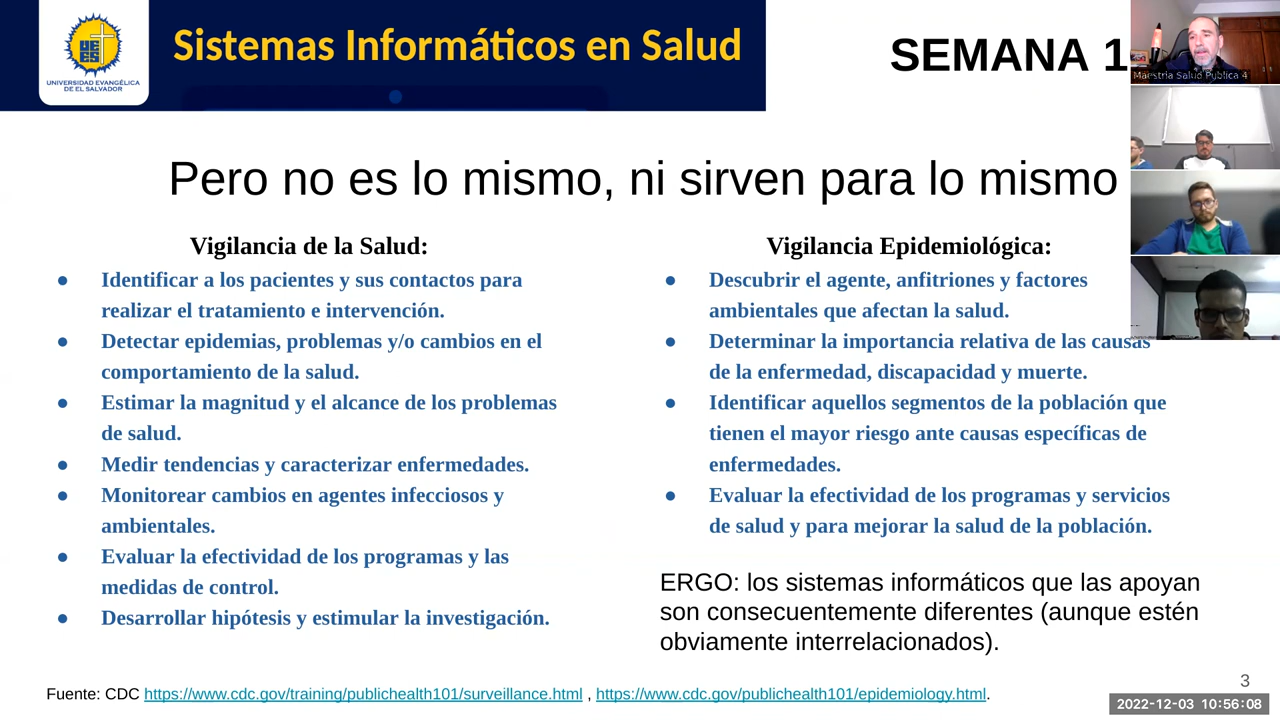 UNIVERSIDAD EVANGÉLICA
DE EL SALVADOR
Sistemas Informáticos en Salud
SEMANA 1
Maestría Salud Publica 4
Pero no es lo mismo, ni sirven para lo mismo
Vigilancia de la Salud:
● Identificar a los pacientes y sus contactos para
realizar el tratamiento e intervención.
● Detectar epidemias, problemas y/o cambios en el
comportamiento de la salud.
● Estimar la magnitud y el alcance de los problemas
de salud.
● Medir tendencias y caracterizar enfermedades.
● Monitorear cambios en agentes infecciosos y
ambientales.
● Evaluar la efectividad de los programas y las
medidas de control.
● Desarrollar hipótesis y estimular la investigación.
Vigilancia Epidemiológica:
● Descubrir el agente, anfitriones y factores
ambientales que afectan la salud.
● Determinar la importancia relativa de las causas
de la enfermedad, discapacidad y muerte.
● Identificar aquellos segmentos de la población que
tienen el mayor riesgo ante causas específicas de
enfermedades.
● Evaluar la efectividad de los programas y servicios
de salud y para mejorar la salud de la población.
ERGO: los sistemas informáticos que las apoyan
son consecuentemente diferentes (aunque estén
obviamente interrelacionados).
Fuente: CDC https://www.cdc.gov/training/publichealth101/surveillance.html , https://www.cdc.gov/publichealth101/epidemiology.html.
3
2022-12-03 10:56:08